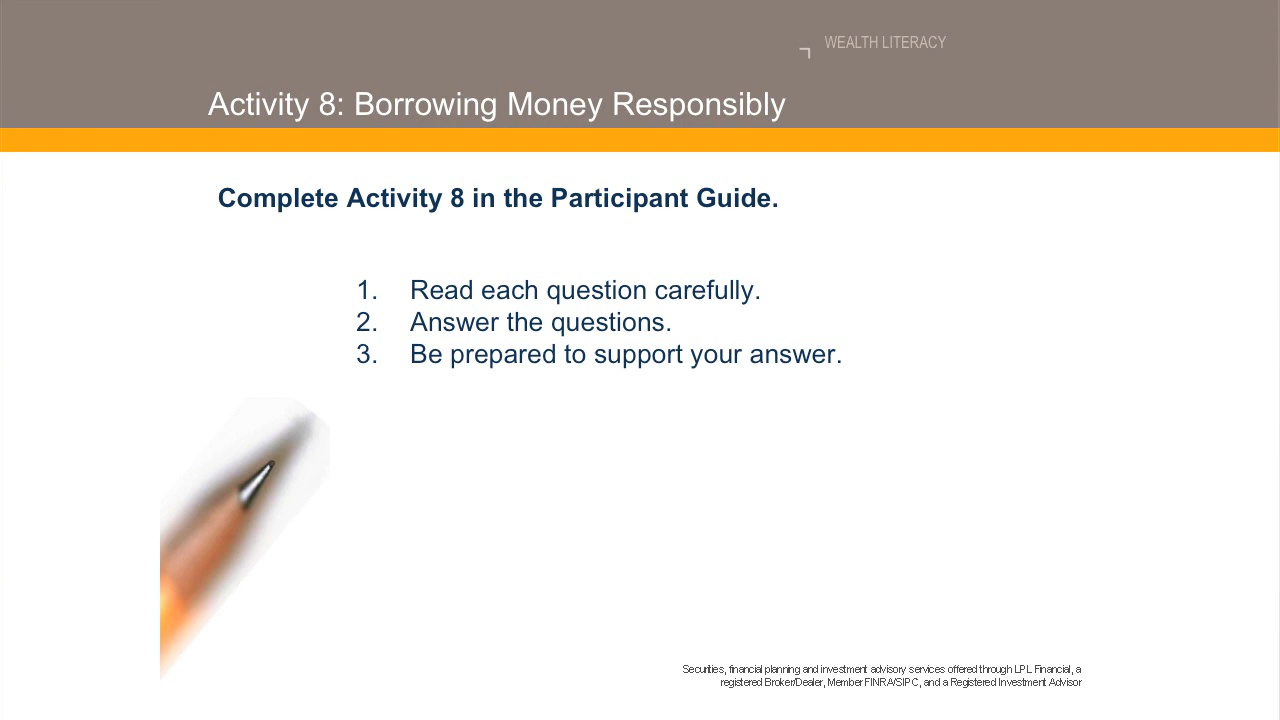 WEALTH LITERACY
Activity 8: Borrowing Money Responsibly
Complete Activity 8 in the Participant Guide.
1. Read each question carefully.
2. Answer the questions.
3. Be prepared to support your answer.
Securities, financial planning and investment advisory services offered through LPL Financial, a
registered Broker/Dealer, Member FINRA/SIPC, and a Registered Investment Advisor